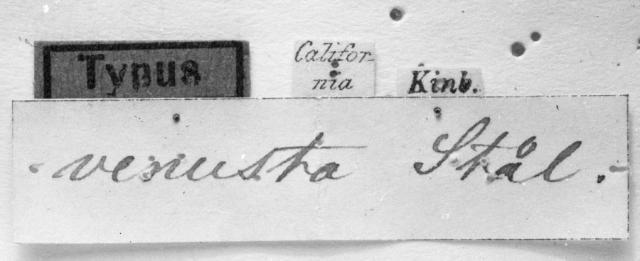 Typus
Califor-
nia
Kinb.
venusta Stål.